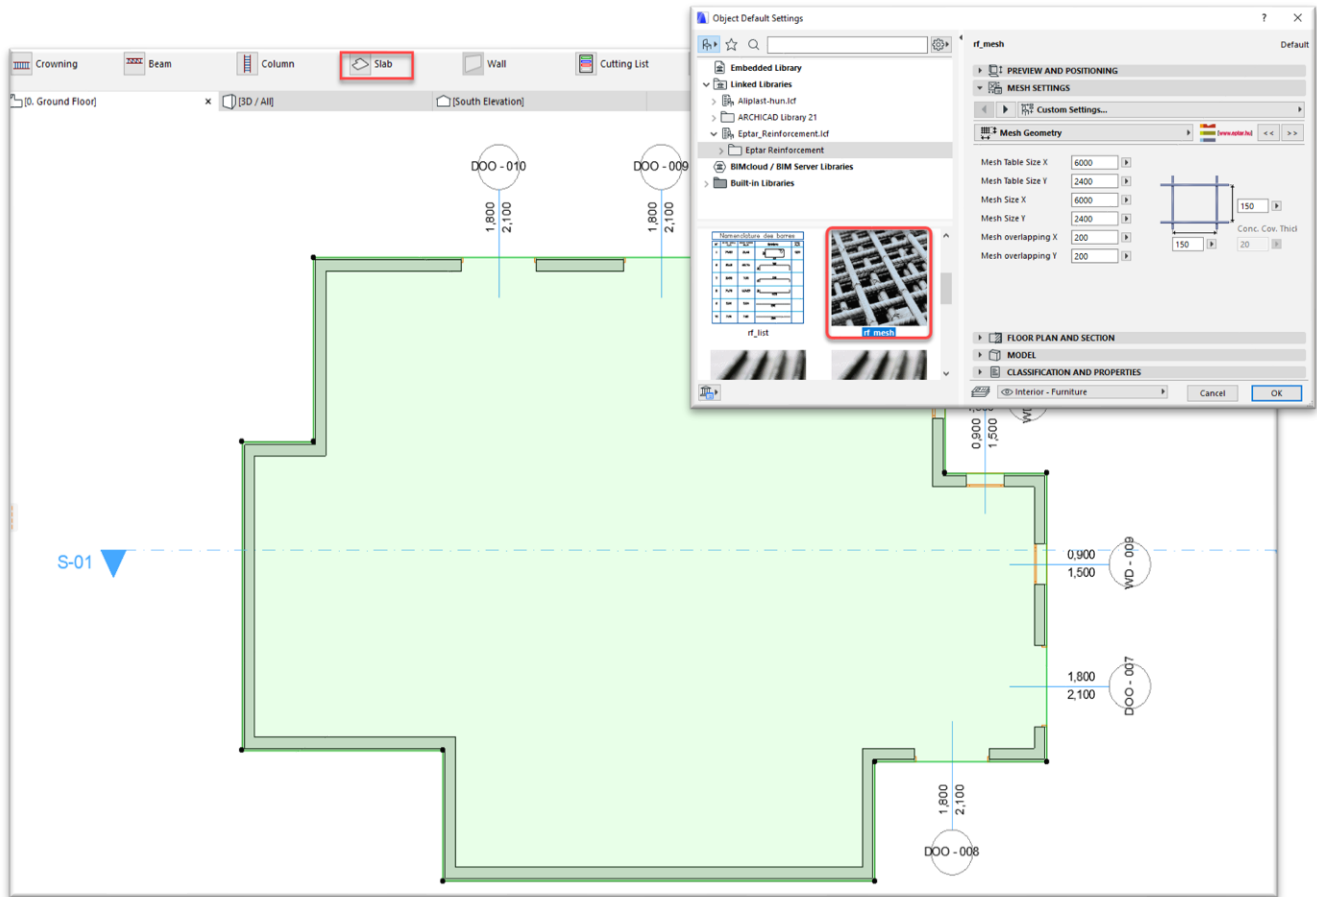 Object Default Settings
? ×
Crowning
Beam
Column
Slab
Wall
Cutting List
[0. Ground Floor]
[3D / All]
[South Elevation]
Embedded Library
Linked Libraries
Aliplast-hun.lcf
ARCHICAD Library 21
Eptar_Reinforcement.lcf
Eptar Reinforcement
BIMcloud / BIM Server Libraries
Built-in Libraries
Nomenclature des barres
rf_list
rf_mesh
rf_mesh
Default
PREVIEW AND POSITIONING
MESH SETTINGS
Custom Settings...
Mesh Geometry
[www.eptar.hu]
<< >>
Mesh Table Size X 6000
Mesh Table Size Y 2400
Mesh Size X 6000
Mesh Size Y 2400
Mesh overlapping X 200
Mesh overlapping Y 200
150
150
Conc. Cov. Thicl
20
FLOOR PLAN AND SECTION
MODEL
CLASSIFICATION AND PROPERTIES
Interior - Furniture
Cancel
OK
DOO - 010
1,800
2,100
DOO - 009
1,800
2,100
0,900
1,500
S-01
0,900
1,500
WD - 009
1,800
2,100
DOO - 007
1,800
2,100
DOO - 008